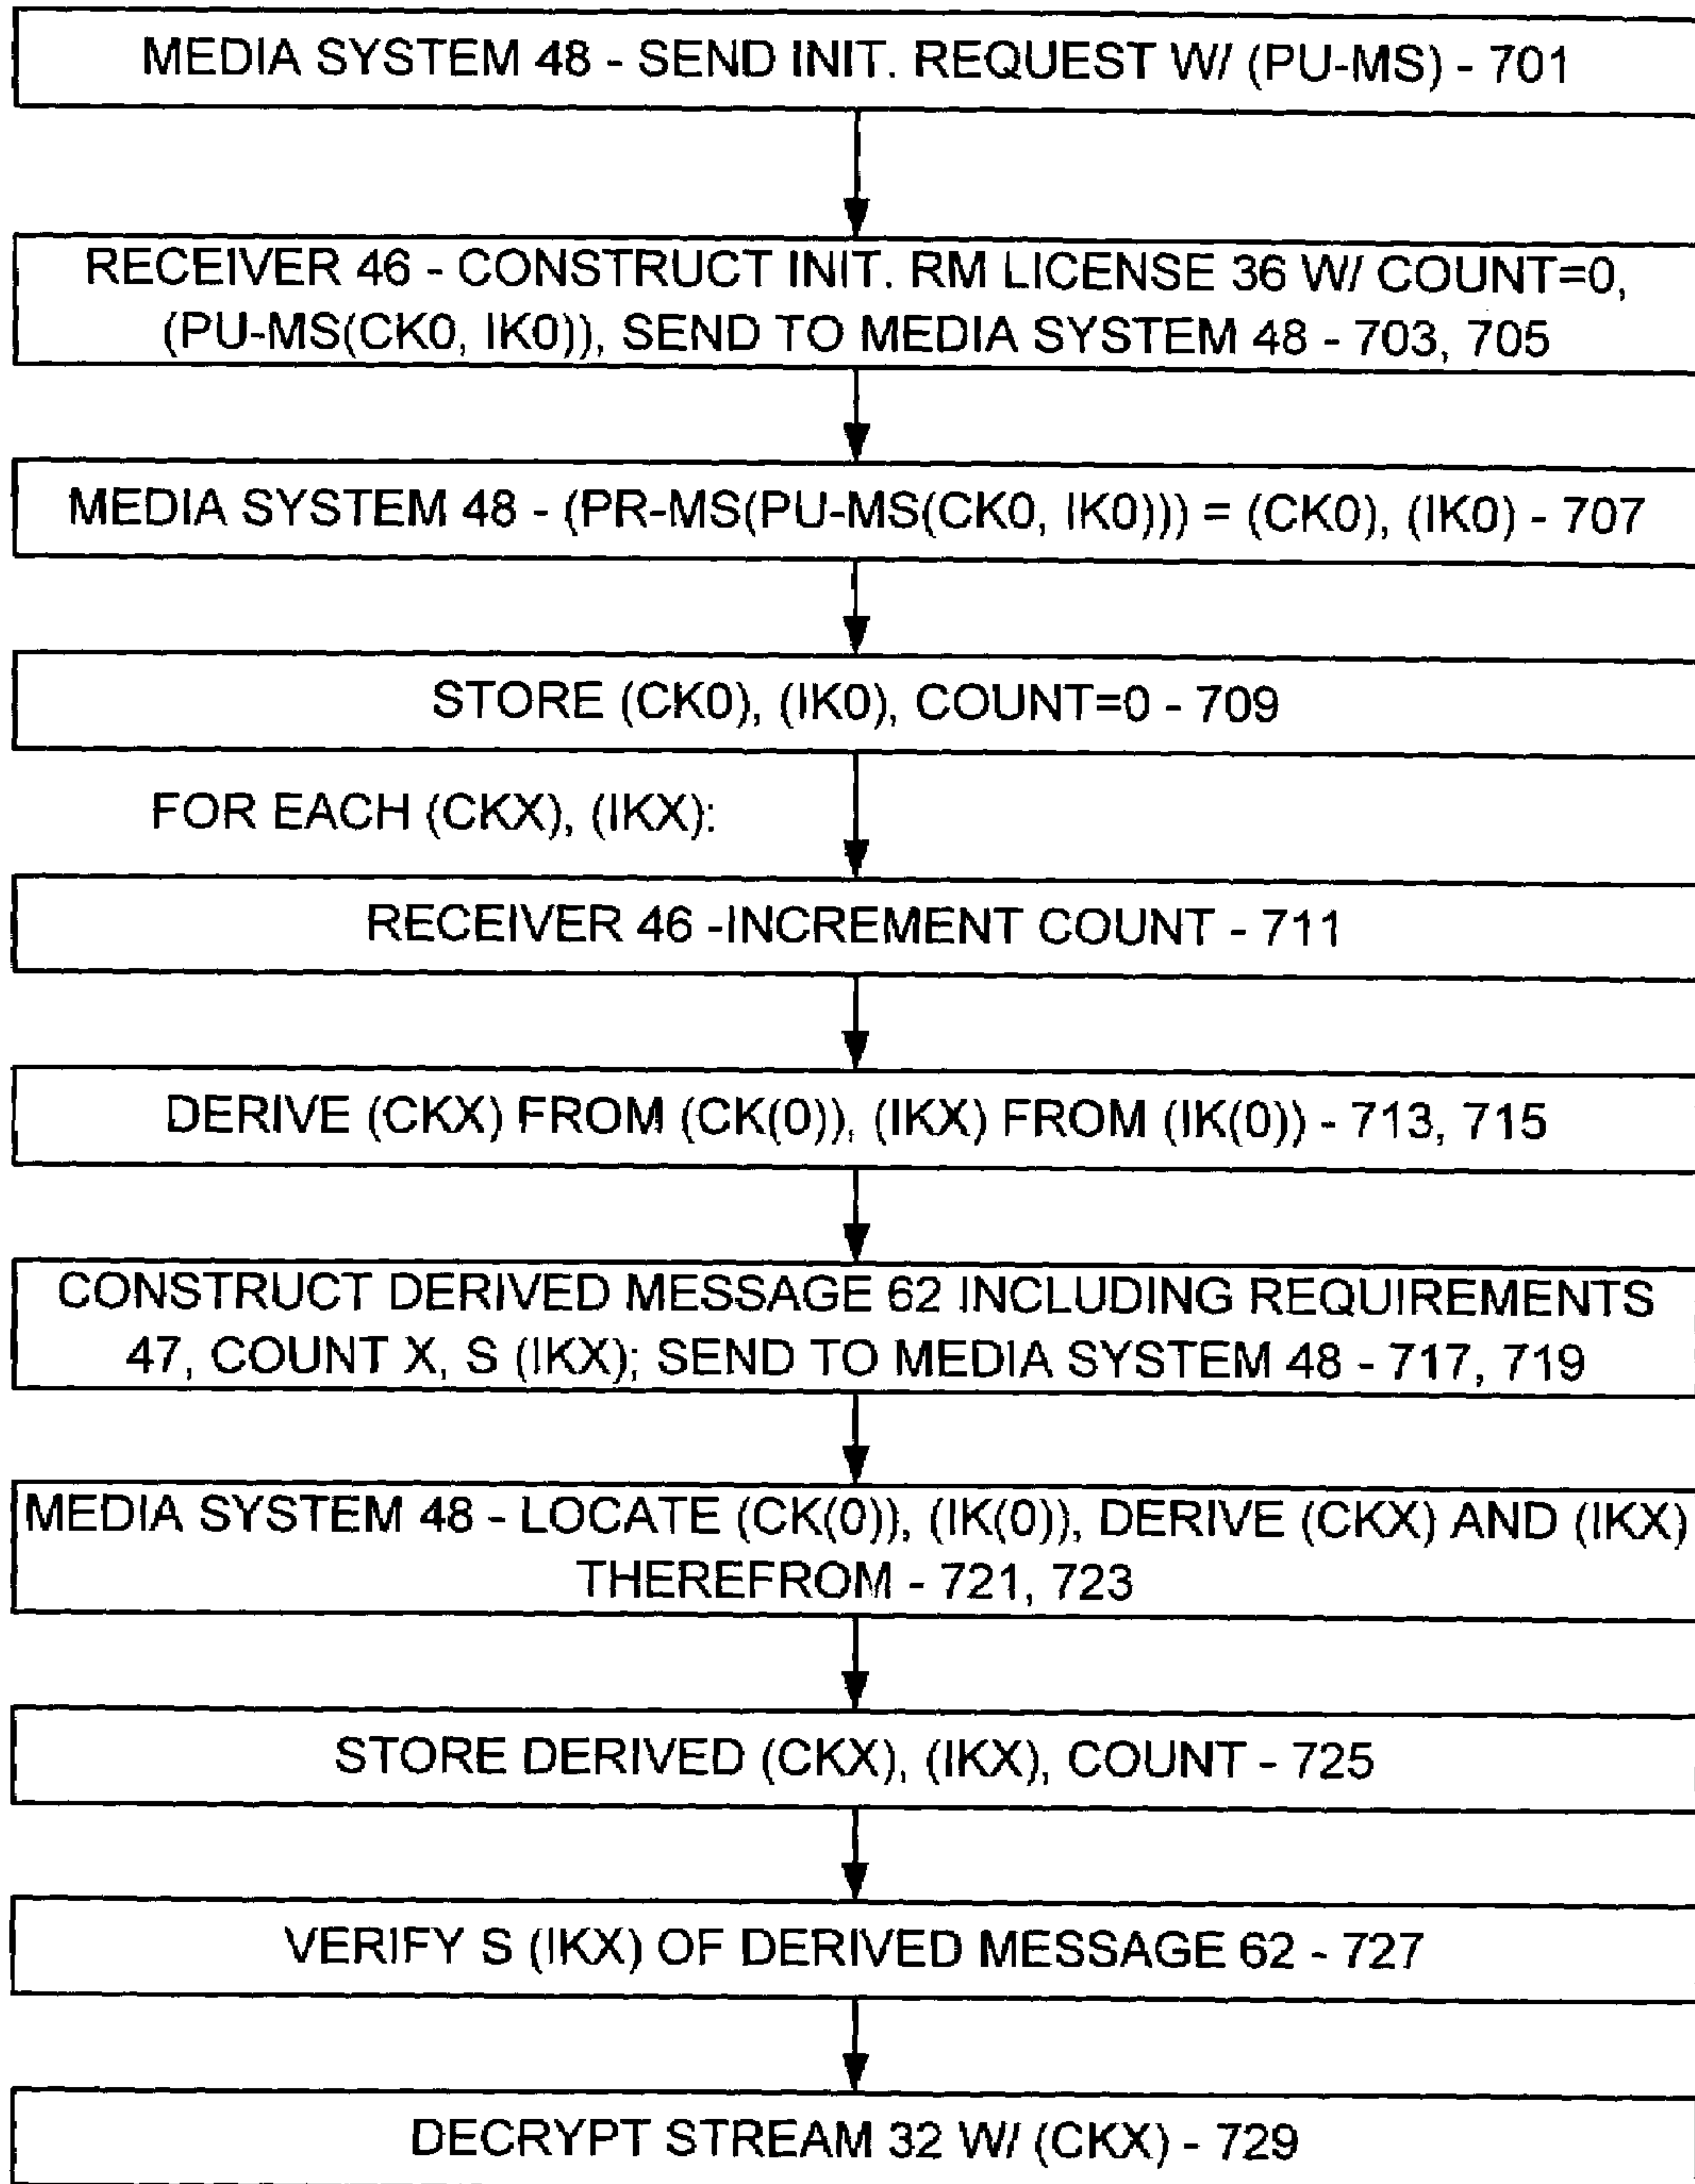 MEDIA SYSTEM 48 - SEND INIT. REQUEST W/ (PU-MS) - 701
RECEIVER 46 - CONSTRUCT INIT. RM LICENSE 36 W/ COUNT=0,
(PU-MS(CK0, IK0)), SEND TO MEDIA SYSTEM 48 - 703, 705
MEDIA SYSTEM 48 - (PR-MS(PU-MS(CK0, IK0))) = (CK0), (IK0) - 707
STORE (CK0), (IK0), COUNT=0 - 709
FOR EACH (CKX), (IKX):
RECEIVER 46 -INCREMENT COUNT - 711
DERIVE (CKX) FROM (CK(0)), (IKX) FROM (IK(0)) - 713, 715
CONSTRUCT DERIVED MESSAGE 62 INCLUDING REQUIREMENTS
47, COUNT X, S (IKX); SEND TO MEDIA SYSTEM 48 - 717, 719
MEDIA SYSTEM 48 - LOCATE (CK(0)), (IK(0)), DERIVE (CKX) AND (IKX)
THEREFROM - 721, 723
STORE DERIVED (CKX), (IKX), COUNT - 725
VERIFY S (IKX) OF DERIVED MESSAGE 62 - 727
DECRYPT STREAM 32 W/ (CKX) - 729